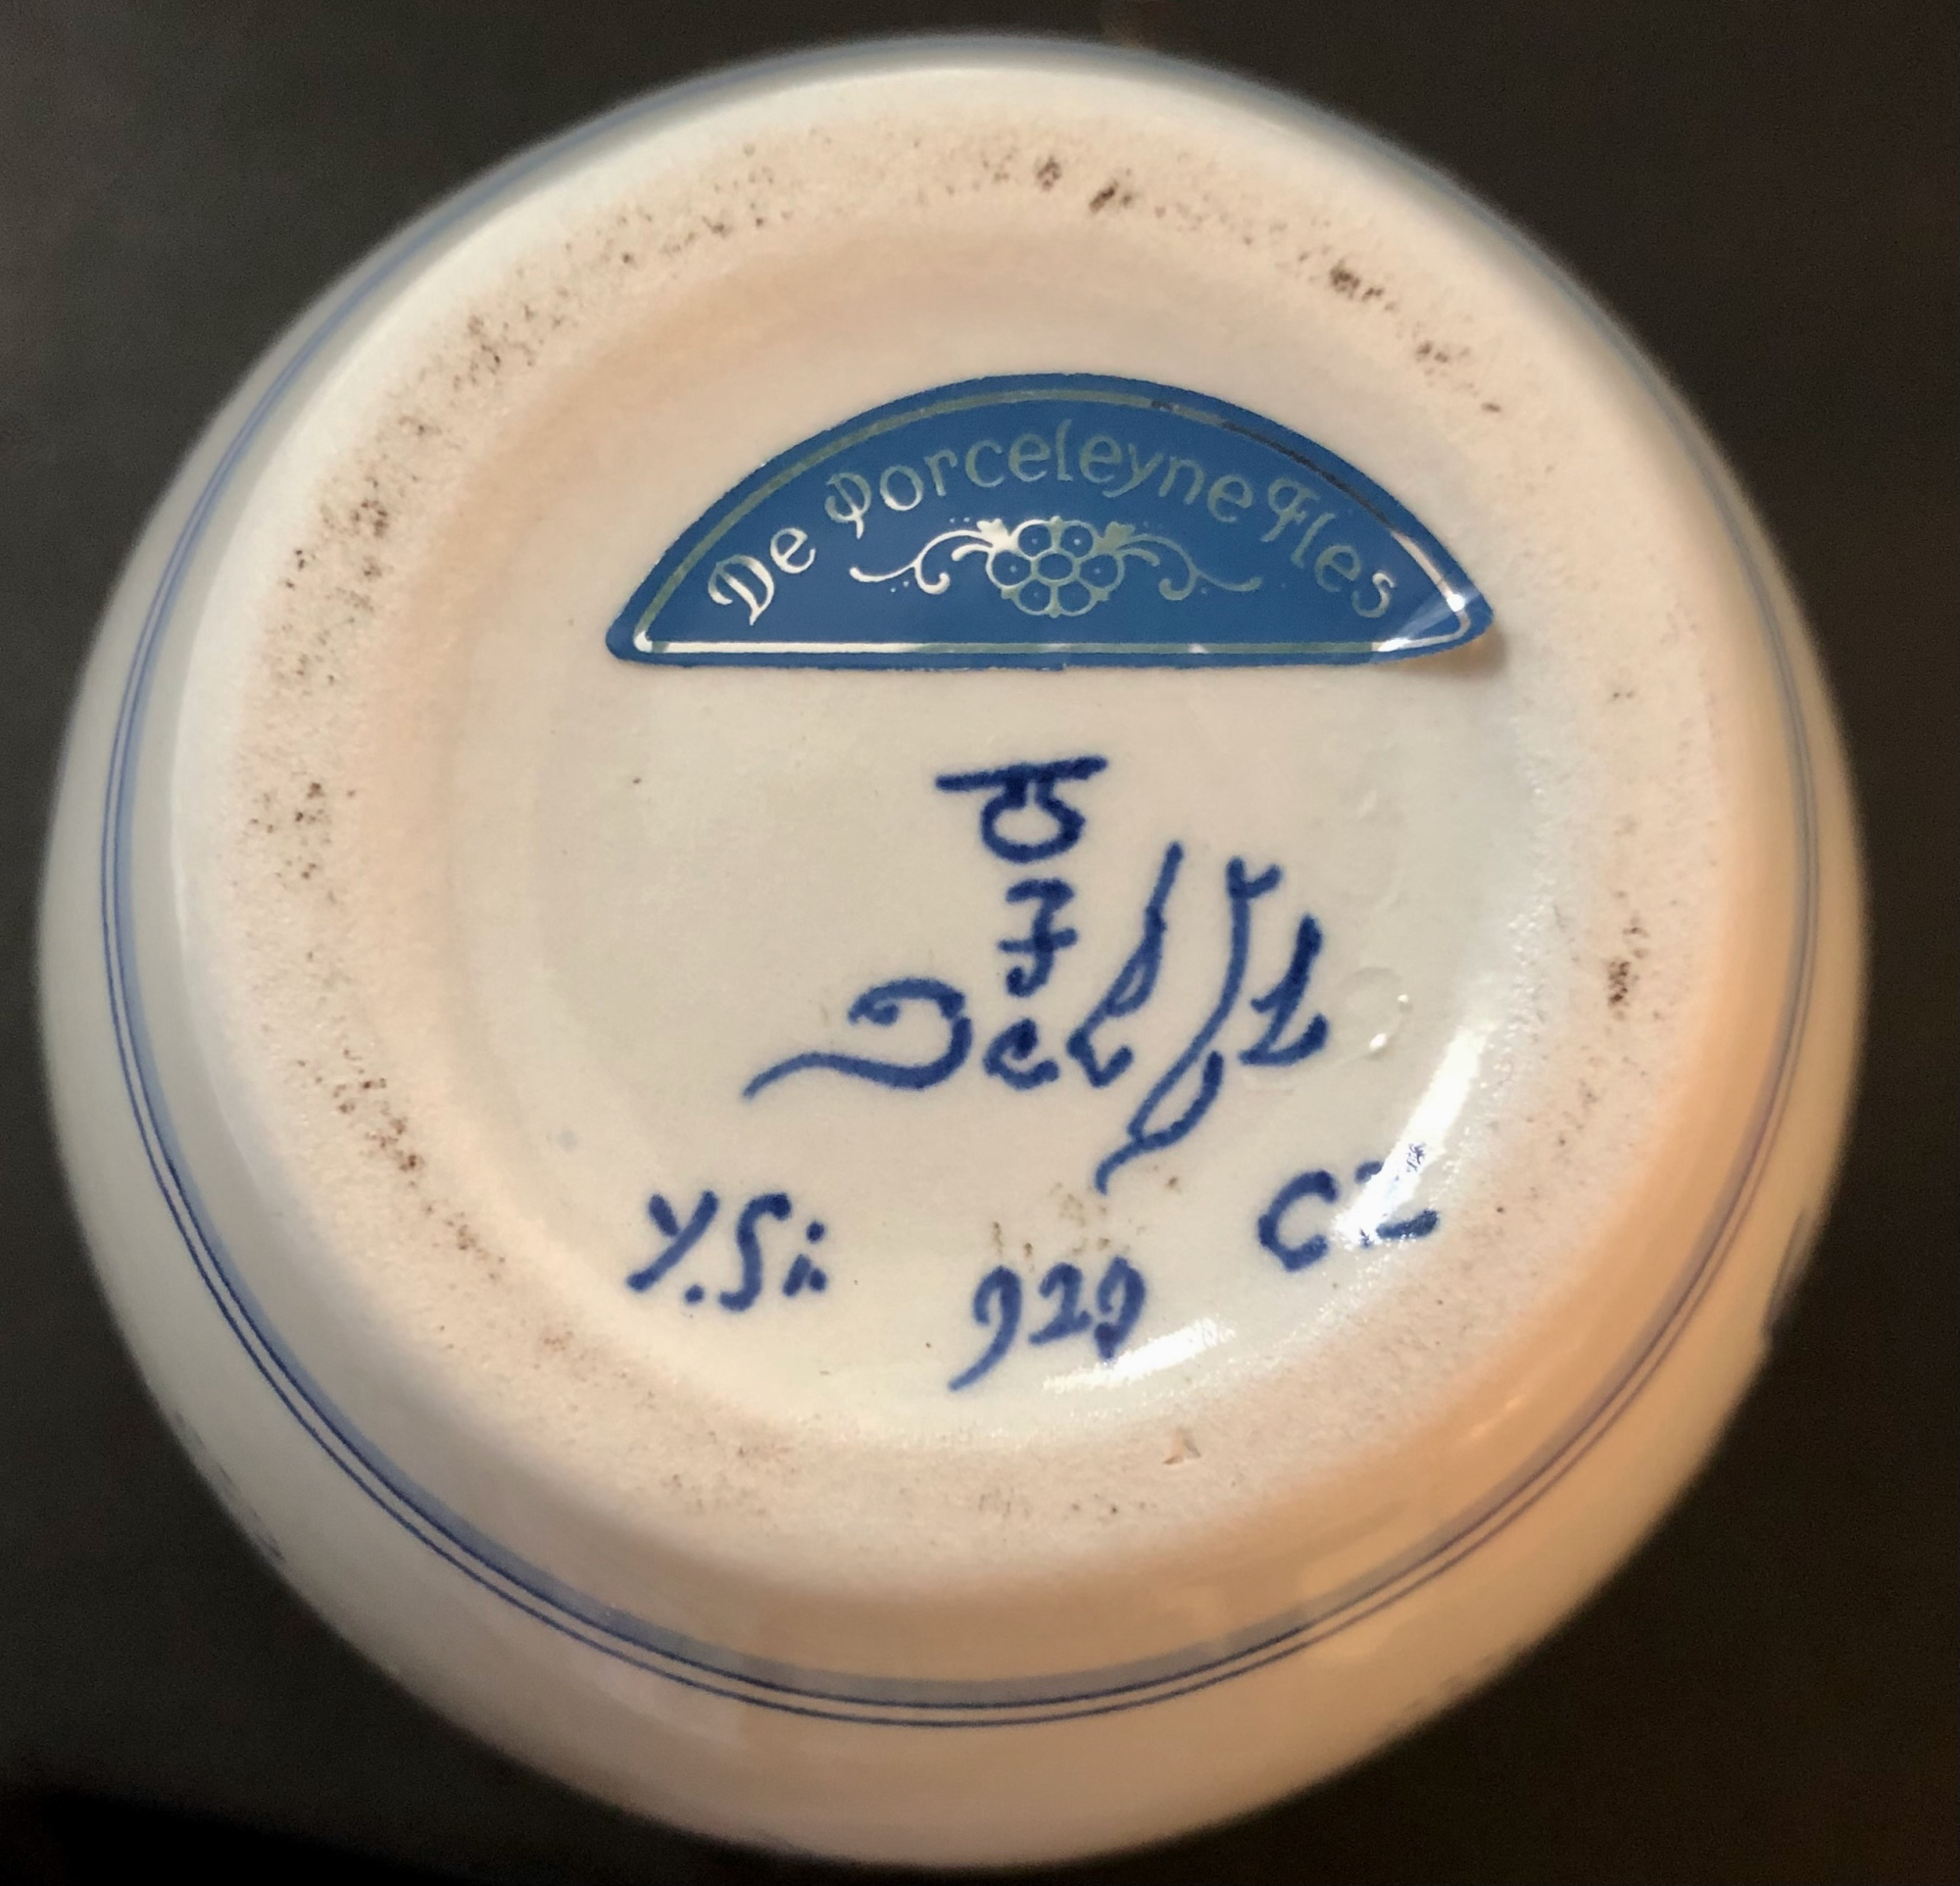 De Porceleyne Fles
Delft
Y.Si.
929
CZ